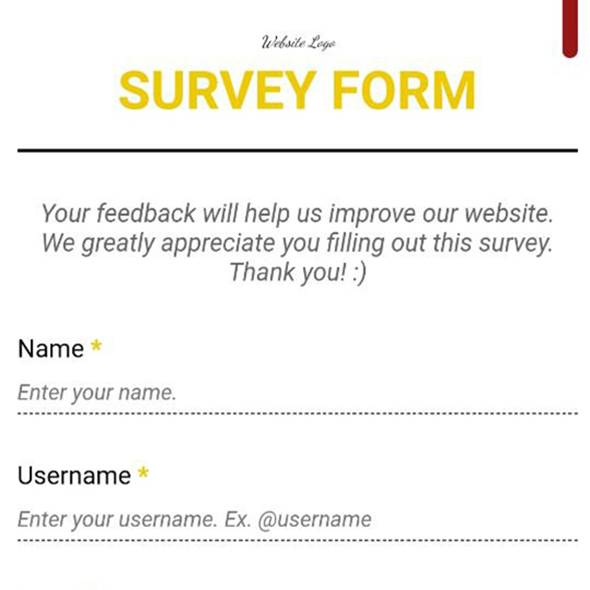 Website Logo
SURVEY FORM
Your feedback will help us improve our website.
We greatly appreciate you filling out this survey.
Thank you! :)
Name *
Enter your name.
Username *
Enter your username. Ex. @username